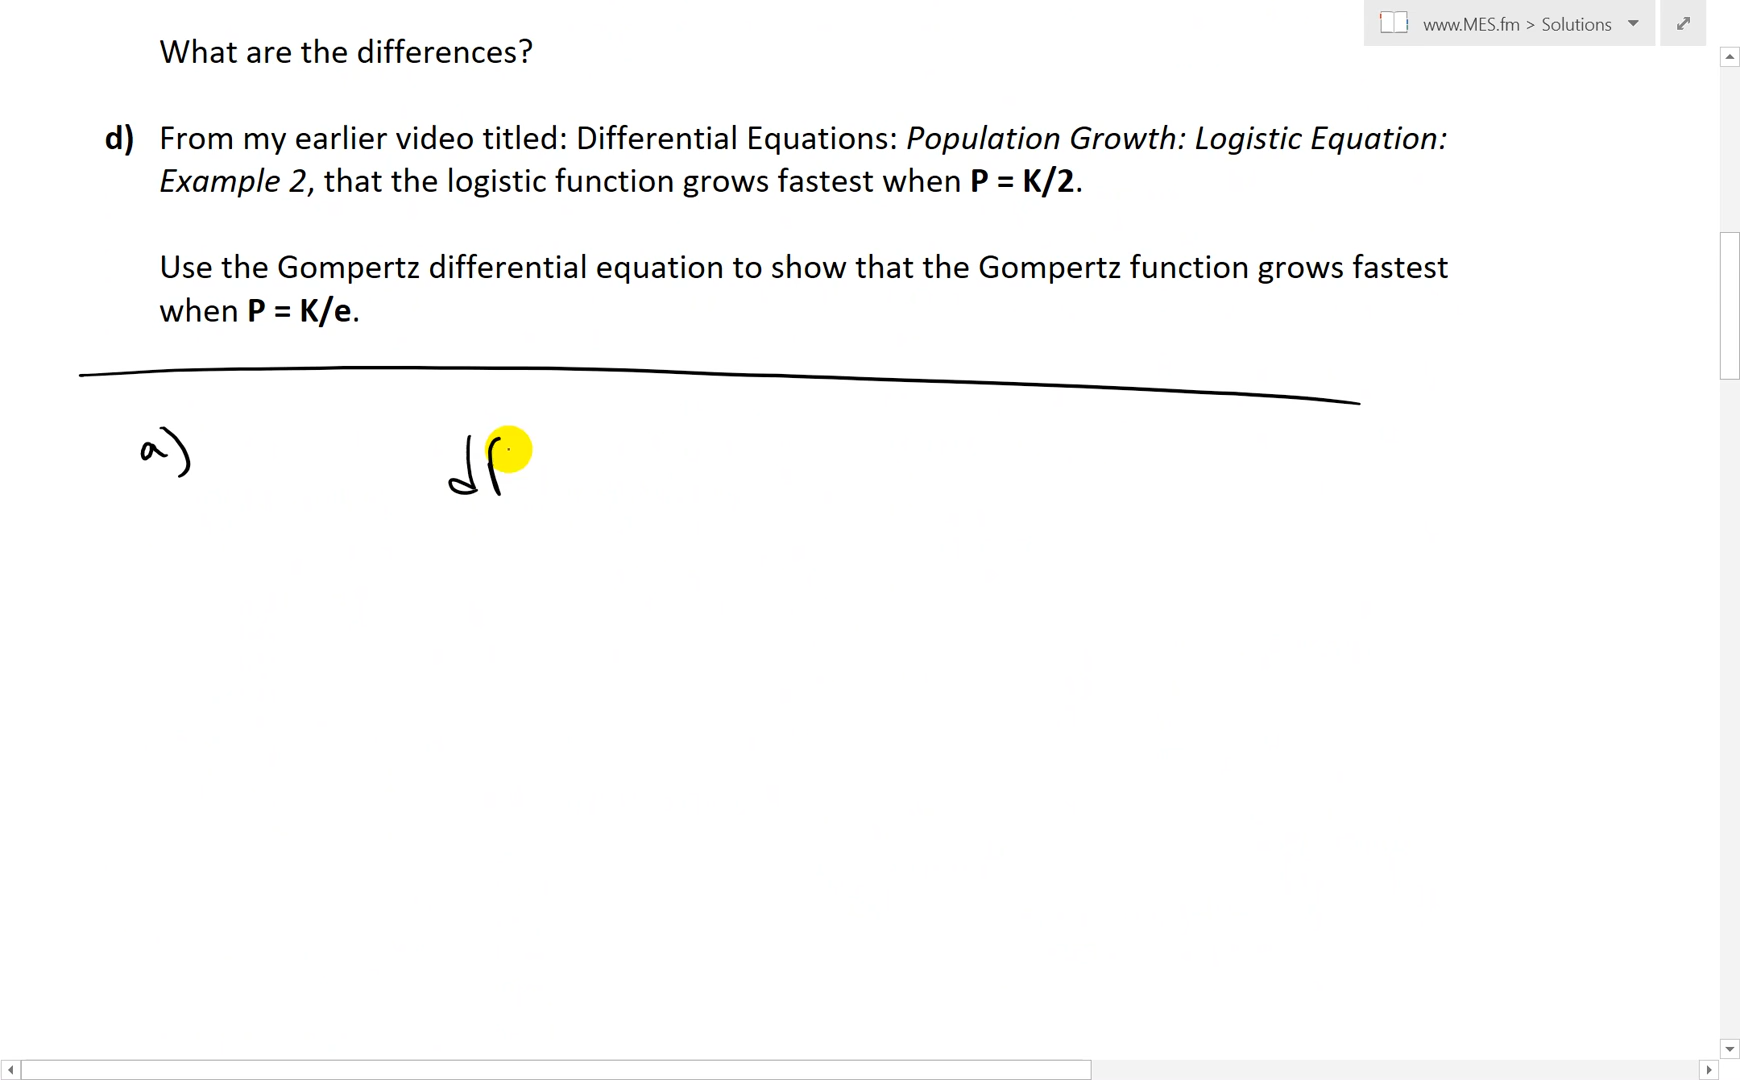 www.MES.fm > Solutions
What are the differences?
d) From my earlier video titled: Differential Equations: Population Growth: Logistic Equation:
Example 2, that the logistic function grows fastest when P = K/2.
Use the Gompertz differential equation to show that the Gompertz function grows fastest
when P = K/e.
a)